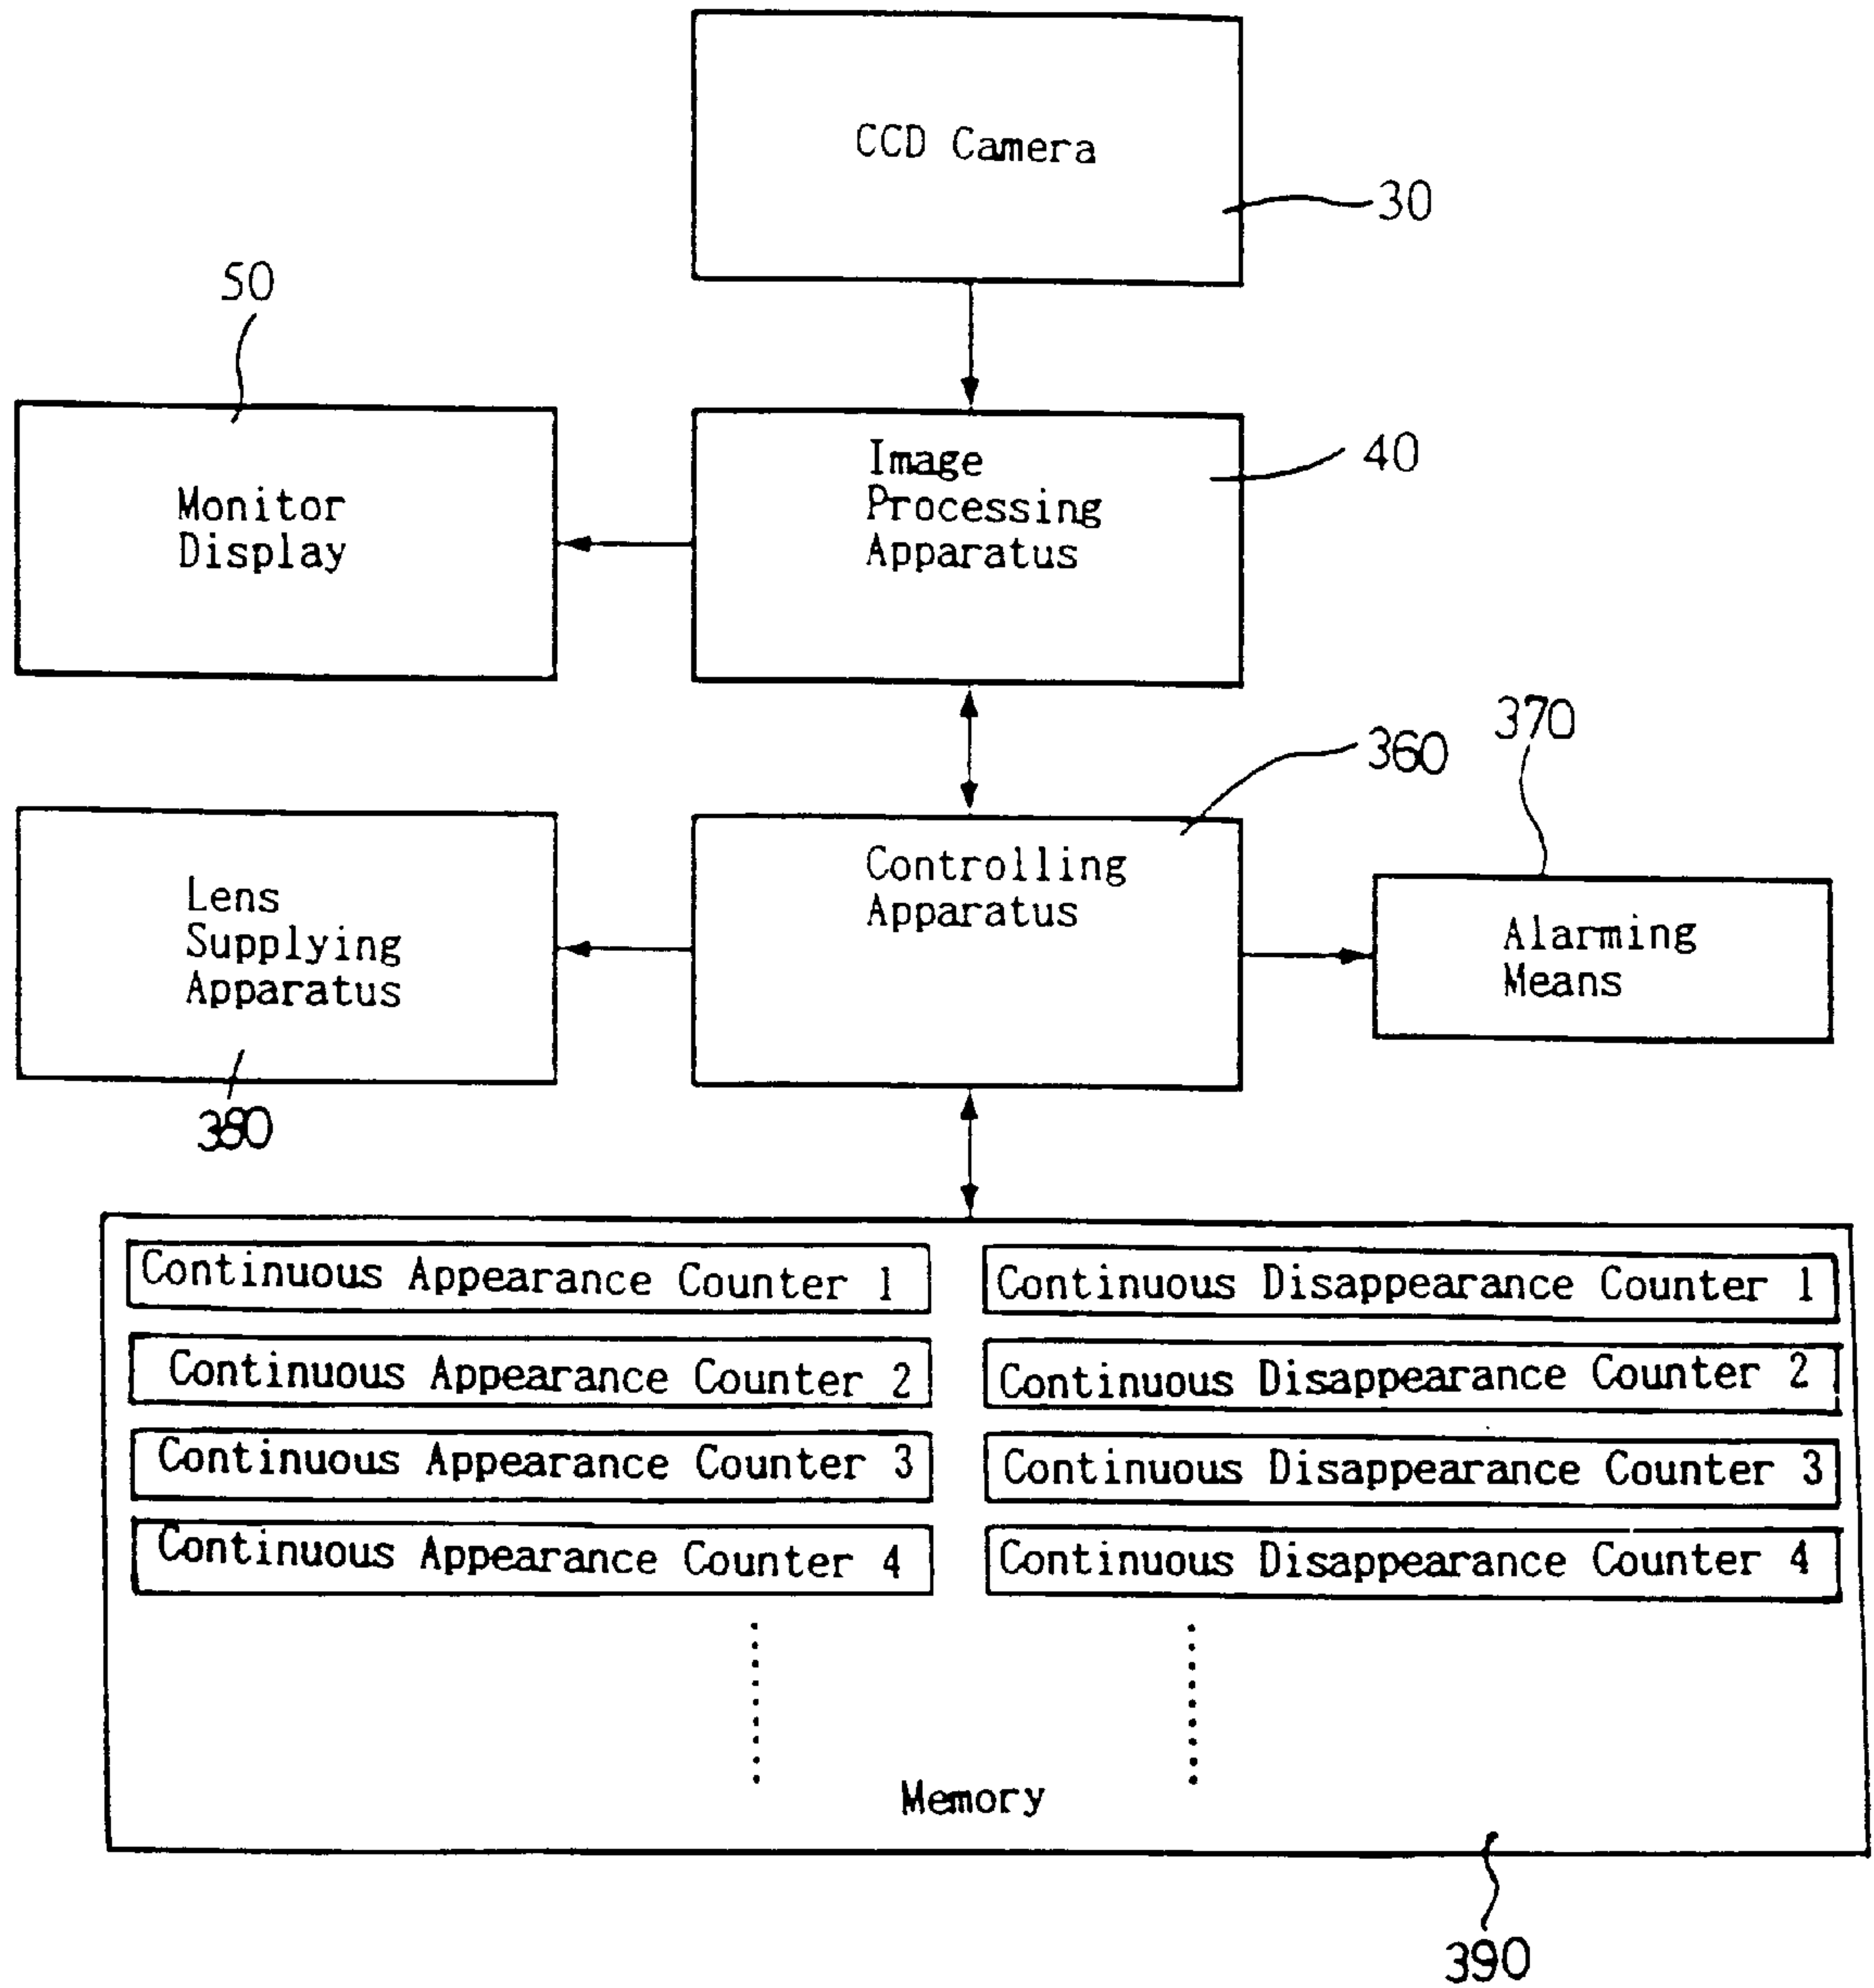 CCD Camera
30
50
Monitor
Display
Image
Processing
Apparatus
40
360
370
Lens
Supplying
Apparatus
380
Controlling
Apparatus
Alarming
Means
Continuous Appearance Counter 1
Continuous Disappearance Counter 1
Continuous Appearance Counter 2
Continuous Disappearance Counter 2
Continuous Appearance Counter 3
Continuous Disappearance Counter 3
Continuous Appearance Counter 4
Continuous Disappearance Counter 4
Memory
390